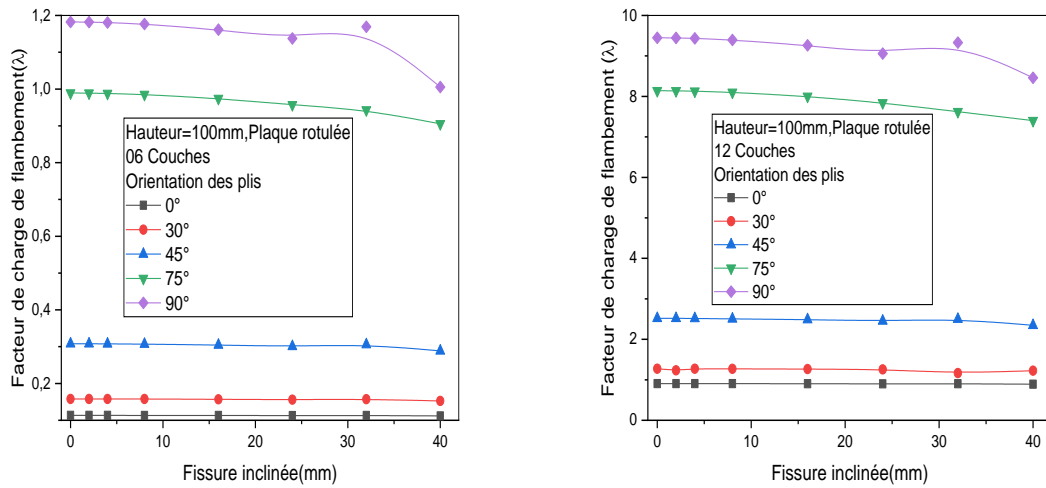 Facteur de charge de flambement(λ)
1,2
1,0
0,8
0,6
0,4
0,2
Hauteur=100mm,Plaque rotulée
06 Couches
Orientation des plis
0°
30°
45°
75°
90°
0 10 20 30 40
Fissure inclinée(mm)
Facteur de charage de flambement (λ)
10
8
6
4
2
0
Hauteur=100mm,Plaque rotulée
12 Couches
Orientation des plis
0°
30°
45°
75°
90°
0 10 20 30 40
Fissure inclinée(mm)